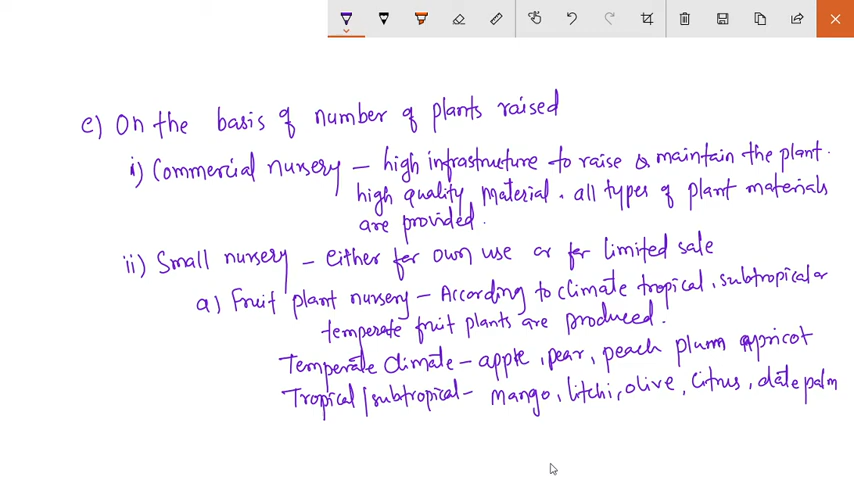 c) On the basis of number of plants raised
i) Commercial nursery - high infrastructure to raise & maintain the plant.
high quality material. all types of plant materials
are provided.
ii) Small nursery - either for own use or for limited sale
a) Fruit plant nursery - According to climate tropical, subtropical or
temperate fruit plants are produced.
Temperate climate - apple, pear, peach plum apricot
Tropical/subtropical - mango, litchi, olive, citrus, date palm